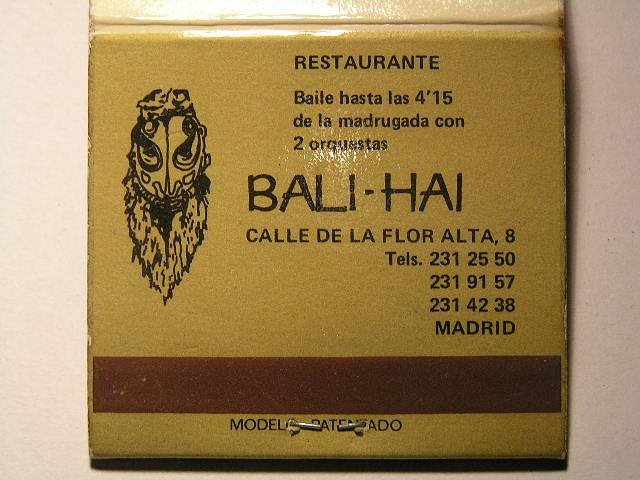 RESTAURANTE
Baile hasta las 4'15
de la madrugada con
2 orquestas
BALI-HAI
CALLE DE LA FLOR ALTA, 8
Tels. 231 25 50
231 91 57
231 42 38
MADRID
MODELO PATENTADO